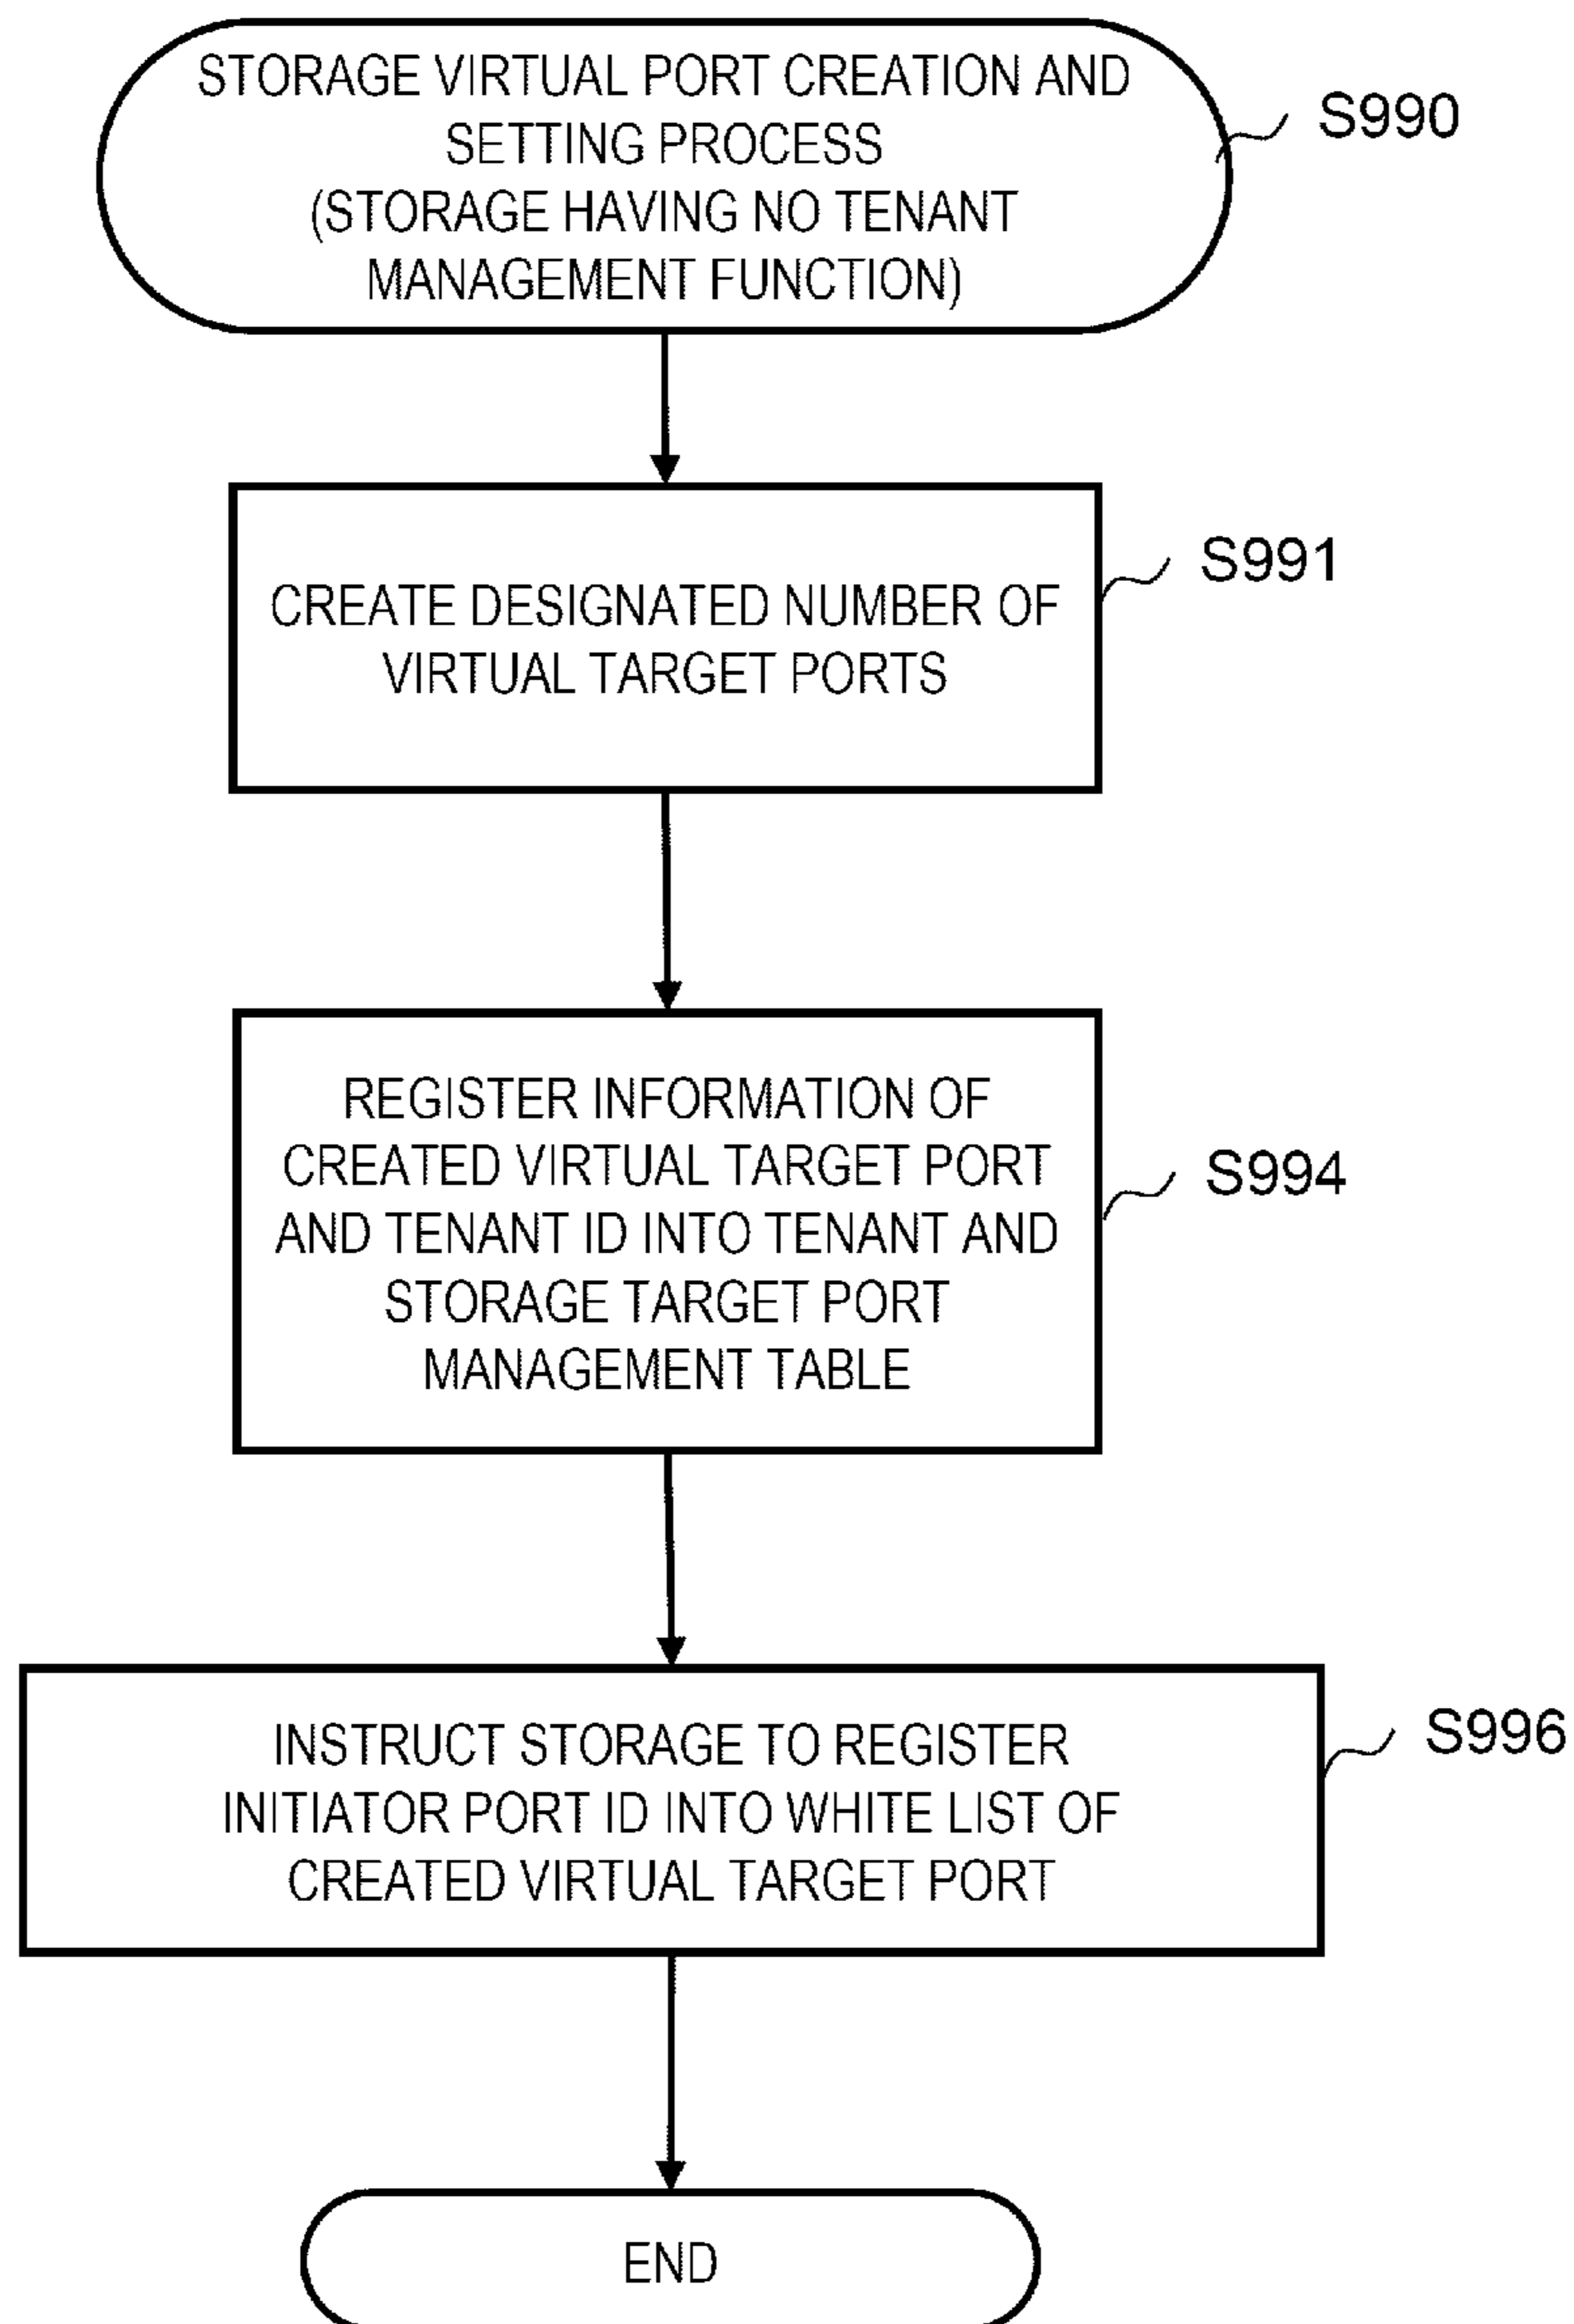 STORAGE VIRTUAL PORT CREATION AND
SETTING PROCESS
(STORAGE HAVING NO TENANT
MANAGEMENT FUNCTION)
S990
CREATE DESIGNATED NUMBER OF
VIRTUAL TARGET PORTS
S991
REGISTER INFORMATION OF
CREATED VIRTUAL TARGET PORT
AND TENANT ID INTO TENANT AND
STORAGE TARGET PORT
MANAGEMENT TABLE
S994
INSTRUCT STORAGE TO REGISTER
INITIATOR PORT ID INTO WHITE LIST OF
CREATED VIRTUAL TARGET PORT
S996
END